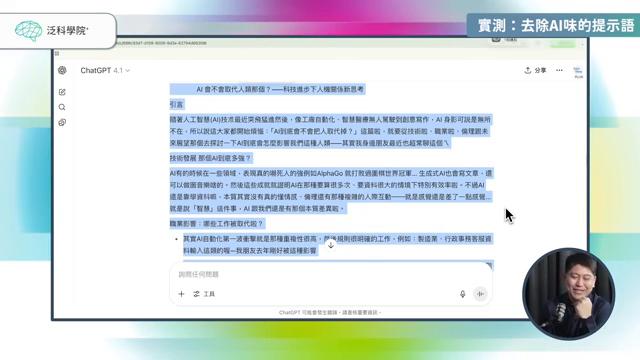 泛科學院
實測：去除AI味的提示語
ChatGPT 4.1
分享
AI 會不會取代人類那個？——科技進步下人機關係新思考
引言
隨著人工智慧(AI)技术最近突飛猛進然後，像工廠自動化、智慧醫療無人駕駛到創意寫作，AI 身影可說是無所
不在，所以說這大家都開始煩惱：「AI到底會不會把人取代掉？」這篇啦，就要從技術啦、職業啦、倫理跟未
來展望那個去探討一下AI到底會怎麼影響我們這種人類——其實我身邊朋友最近也超常聊這個
技術發展 那個AI到底多強？
AI有的時候在一些領域，表現真的嚇死人的強例如AlphaGo 就打敗過圍棋世界冠軍... 生成式AI也會寫文章，還
可以做圖音樂啥的。然後這些成就就證明AI在那種要算很多次、要資料很大的情境下特別有效率啦。不過AI
還是靠學資料嘛，本質其實沒有真的懂情感、倫理還有那種複雜的人際互動——就是感覺還是差了一點感覺...
就是說「智慧」這件事，AI 跟我們還是有那個本質差異啦。
職業影響：哪些工作被取代啦？
其實AI自動化第一波衝擊就是那種重複性很高，然後規則很明確的工作，例如：製造業、行政事務客服資
料輸入這類的喔—我朋友去年剛好被這種影響
詢問任何問題
工具
ChatGPT 可能會發生錯誤。請查核重要資訊。